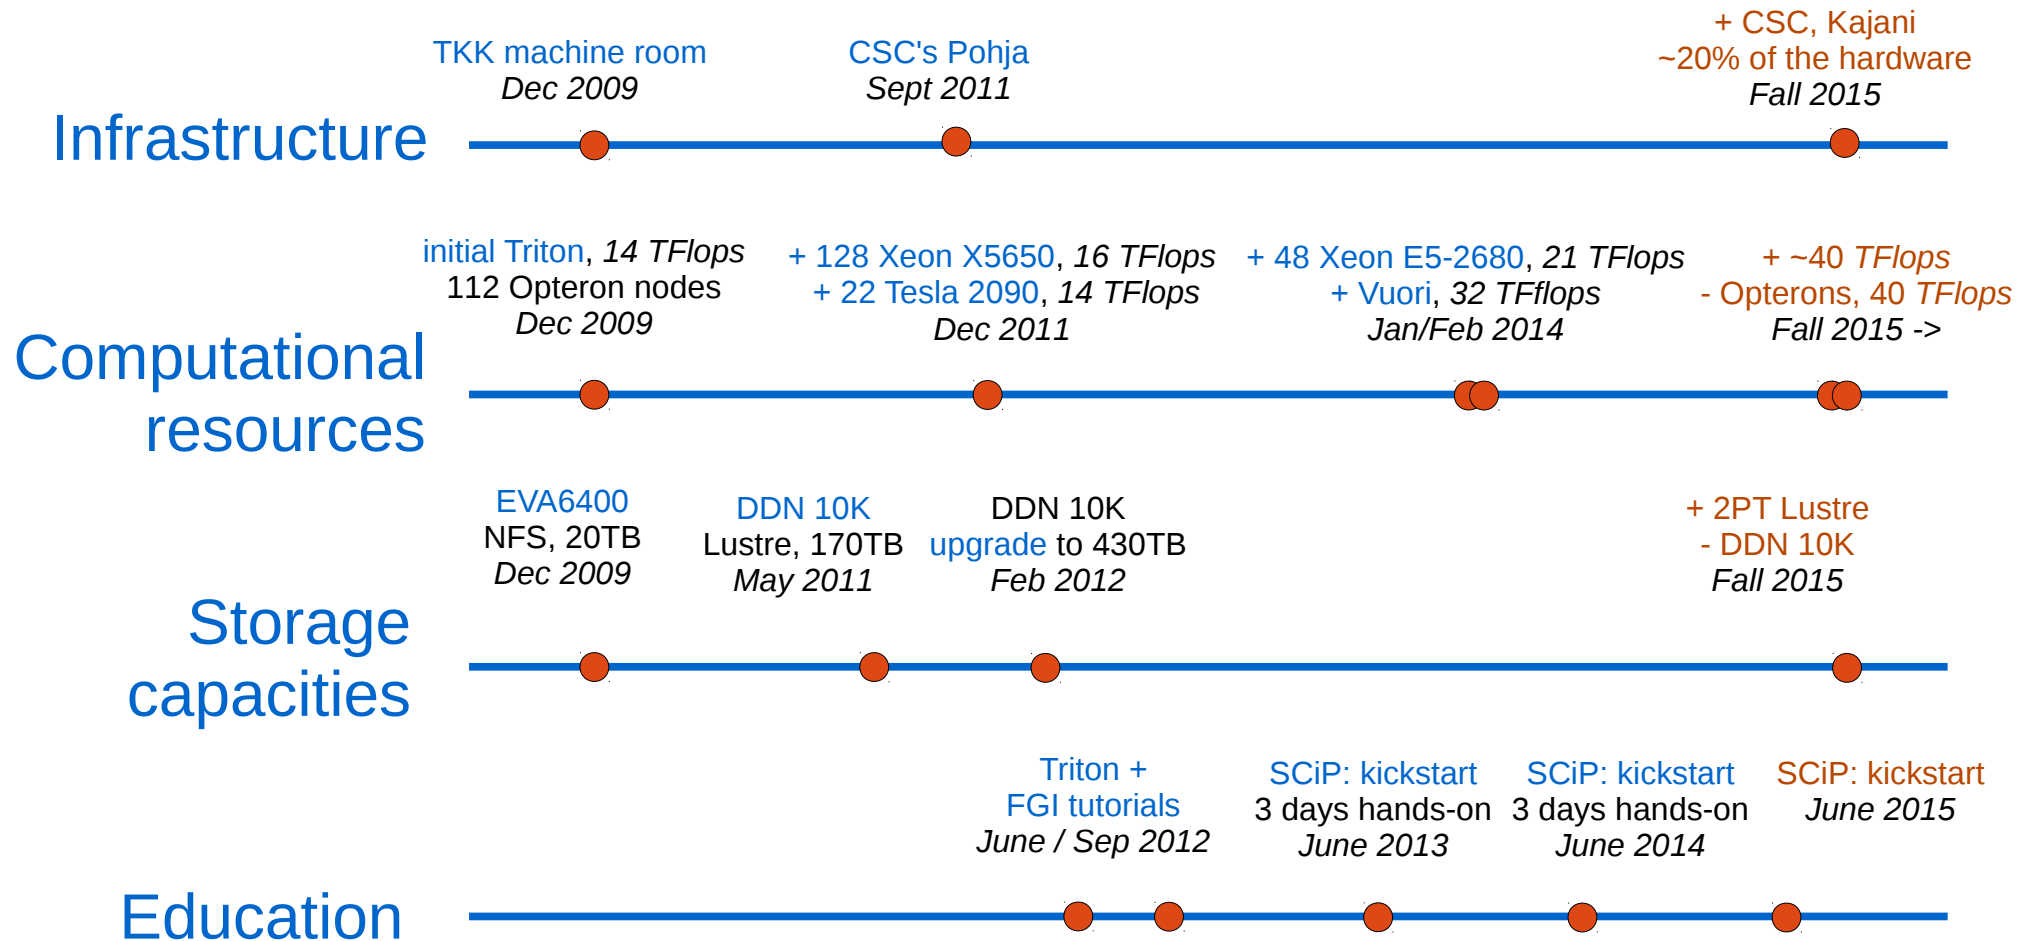 Infrastructure
TKK machine room
Dec 2009
CSC's Pohja
Sept 2011
+ CSC, Kajani
~20% of the hardware
Fall 2015
Computational
resources
initial Triton, 14 TFlops
112 Opteron nodes
Dec 2009
+ 128 Xeon X5650, 16 TFlops
+ 22 Tesla 2090, 14 TFlops
Dec 2011
+ 48 Xeon E5-2680, 21 TFlops
+ Vuori, 32 TFflops
Jan/Feb 2014
+ ~40 TFlops
- Opterons, 40 TFlops
Fall 2015 ->
Storage
capacities
EVA6400
NFS, 20TB
Dec 2009
DDN 10K
Lustre, 170TB
May 2011
DDN 10K
upgrade to 430TB
Feb 2012
+ 2PT Lustre
- DDN 10K
Fall 2015
Education
Triton +
FGI tutorials
June / Sep 2012
SCiP: kickstart
3 days hands-on
June 2013
SCiP: kickstart
3 days hands-on
June 2014
SCiP: kickstart
June 2015